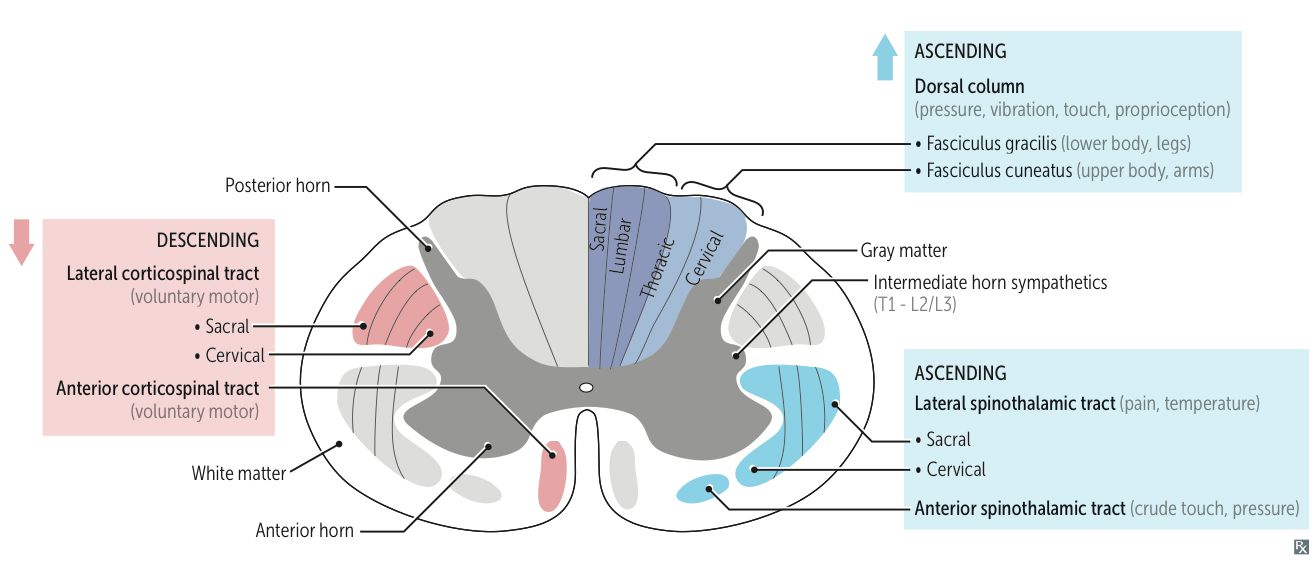 ASCENDING
Dorsal column
(pressure, vibration, touch, proprioception)
• Fasciculus gracilis (lower body, legs)
• Fasciculus cuneatus (upper body, arms)
Posterior horn
DESCENDING
Lateral corticospinal tract
(voluntary motor)
• Sacral
• Cervical
Anterior corticospinal tract
(voluntary motor)
White matter
Anterior horn
Sacral
Lumbar
Thoracic
Cervical
Gray matter
Intermediate horn sympathetics
(T1 - L2/L3)
ASCENDING
Lateral spinothalamic tract (pain, temperature)
• Sacral
• Cervical
Anterior spinothalamic tract (crude touch, pressure)
Rx